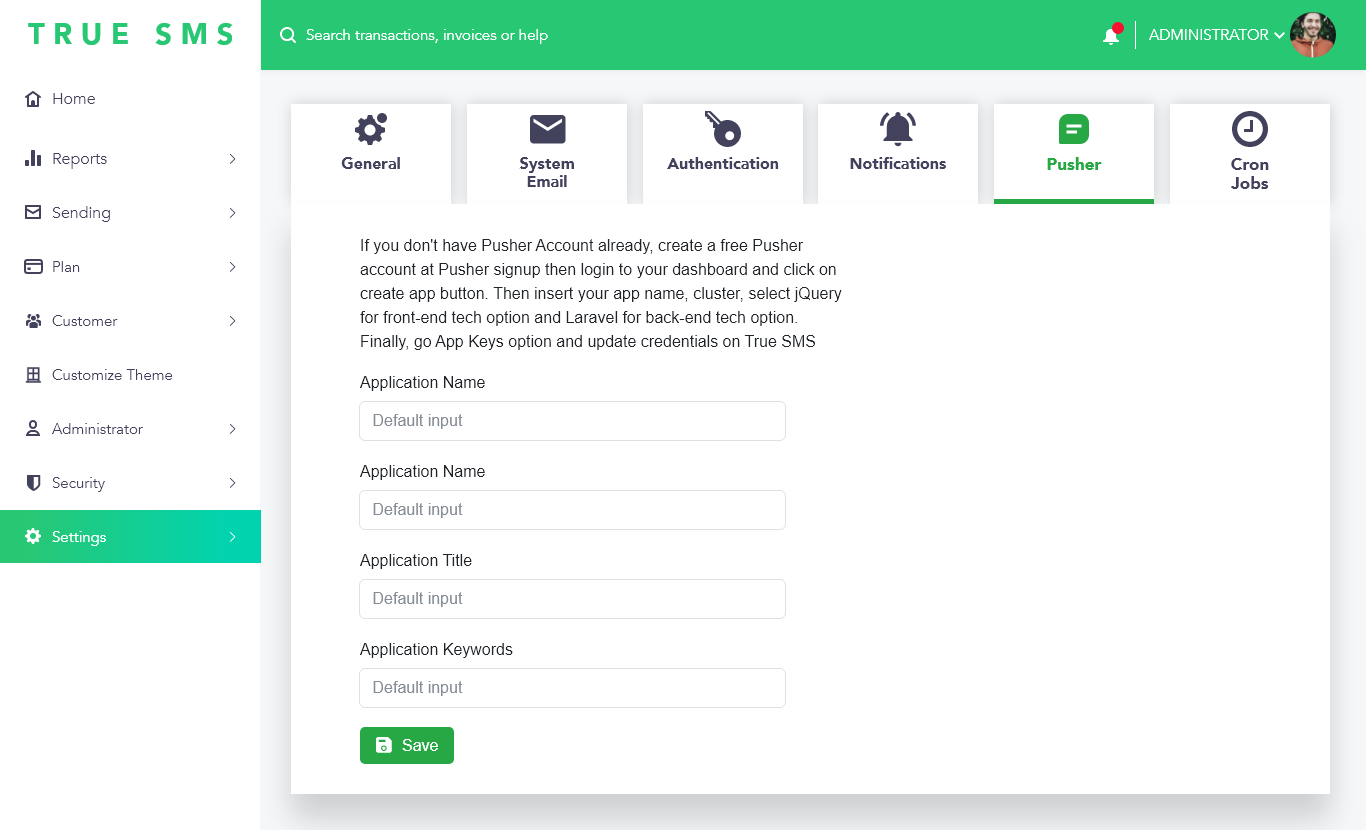 TRUE SMS
Search transactions, invoices or help
ADMINISTRATOR
Home
Reports
Sending
Plan
Customer
Customize Theme
Administrator
Security
Settings
General
System
Email
Authentication
Notifications
Pusher
Cron
Jobs
If you don't have Pusher Account already, create a free Pusher
account at Pusher signup then login to your dashboard and click on
create app button. Then insert your app name, cluster, select jQuery
for front-end tech option and Laravel for back-end tech option.
Finally, go App Keys option and update credentials on True SMS
Application Name
Default input
Application Name
Default input
Application Title
Default input
Application Keywords
Default input
Save